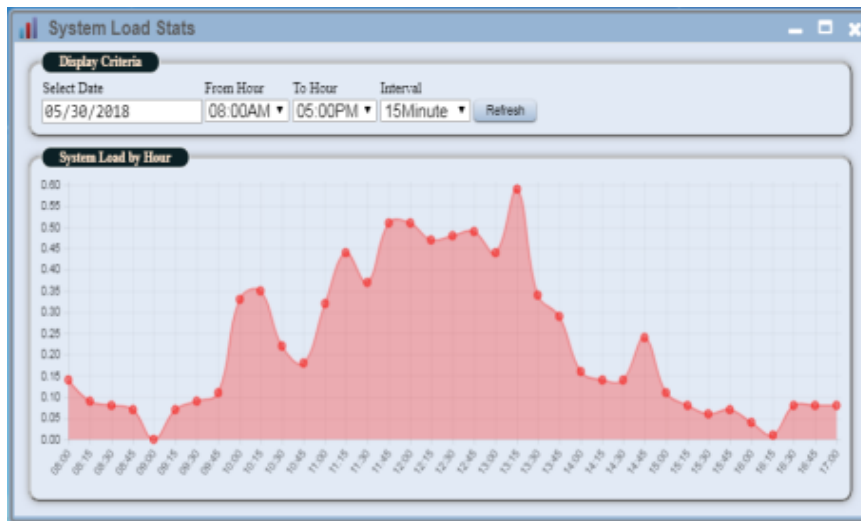 System Load Stats
Display Criteria
Select Date From Hour To Hour Interval
05/30/2018 08:00AM 05:00PM 15Minute Refresh
System Load by Hour
0.60
0.55
0.50
0.45
0.40
0.35
0.30
0.25
0.20
0.15
0.10
0.05
0.00
08:00 08:15 08:30 08:45 09:00 09:15 09:30 09:45 10:00 10:15 10:30 10:45 11:00 11:15 11:30 11:45 12:00 12:15 12:30 12:45 13:00 13:15 13:30 13:45 14:00 14:15 14:30 14:45 15:00 15:15 15:30 15:45 16:00 16:15 16:30 16:45 17:00